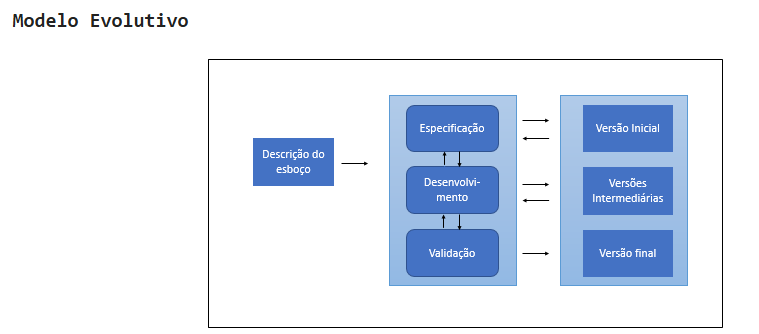 Modelo Evolutivo
Descrição do
esboço
Especificação
Desenvolvi-
mento
Validação
Versão Inicial
Versões
Intermediárias
Versão final